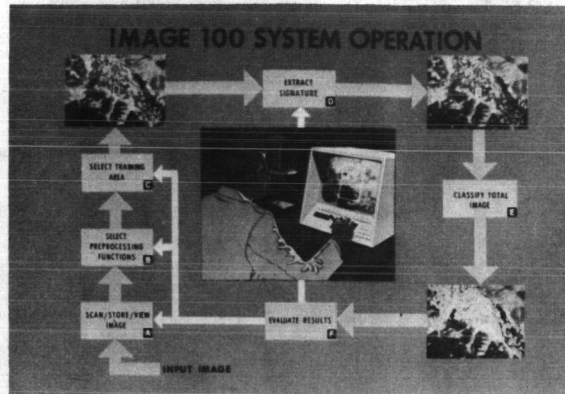 IMAGE 100 SYSTEM OPERATION
EXTRACT
SIGNATURE
D
SELECT TRAINING
AREA
C
CLASSIFY TOTAL
IMAGE
E
SELECT
PREPROCESSING
FUNCTIONS
B
SCAN/STORE/VIEW
IMAGE
A
EVALUATE RESULTS
F
INPUT IMAGE